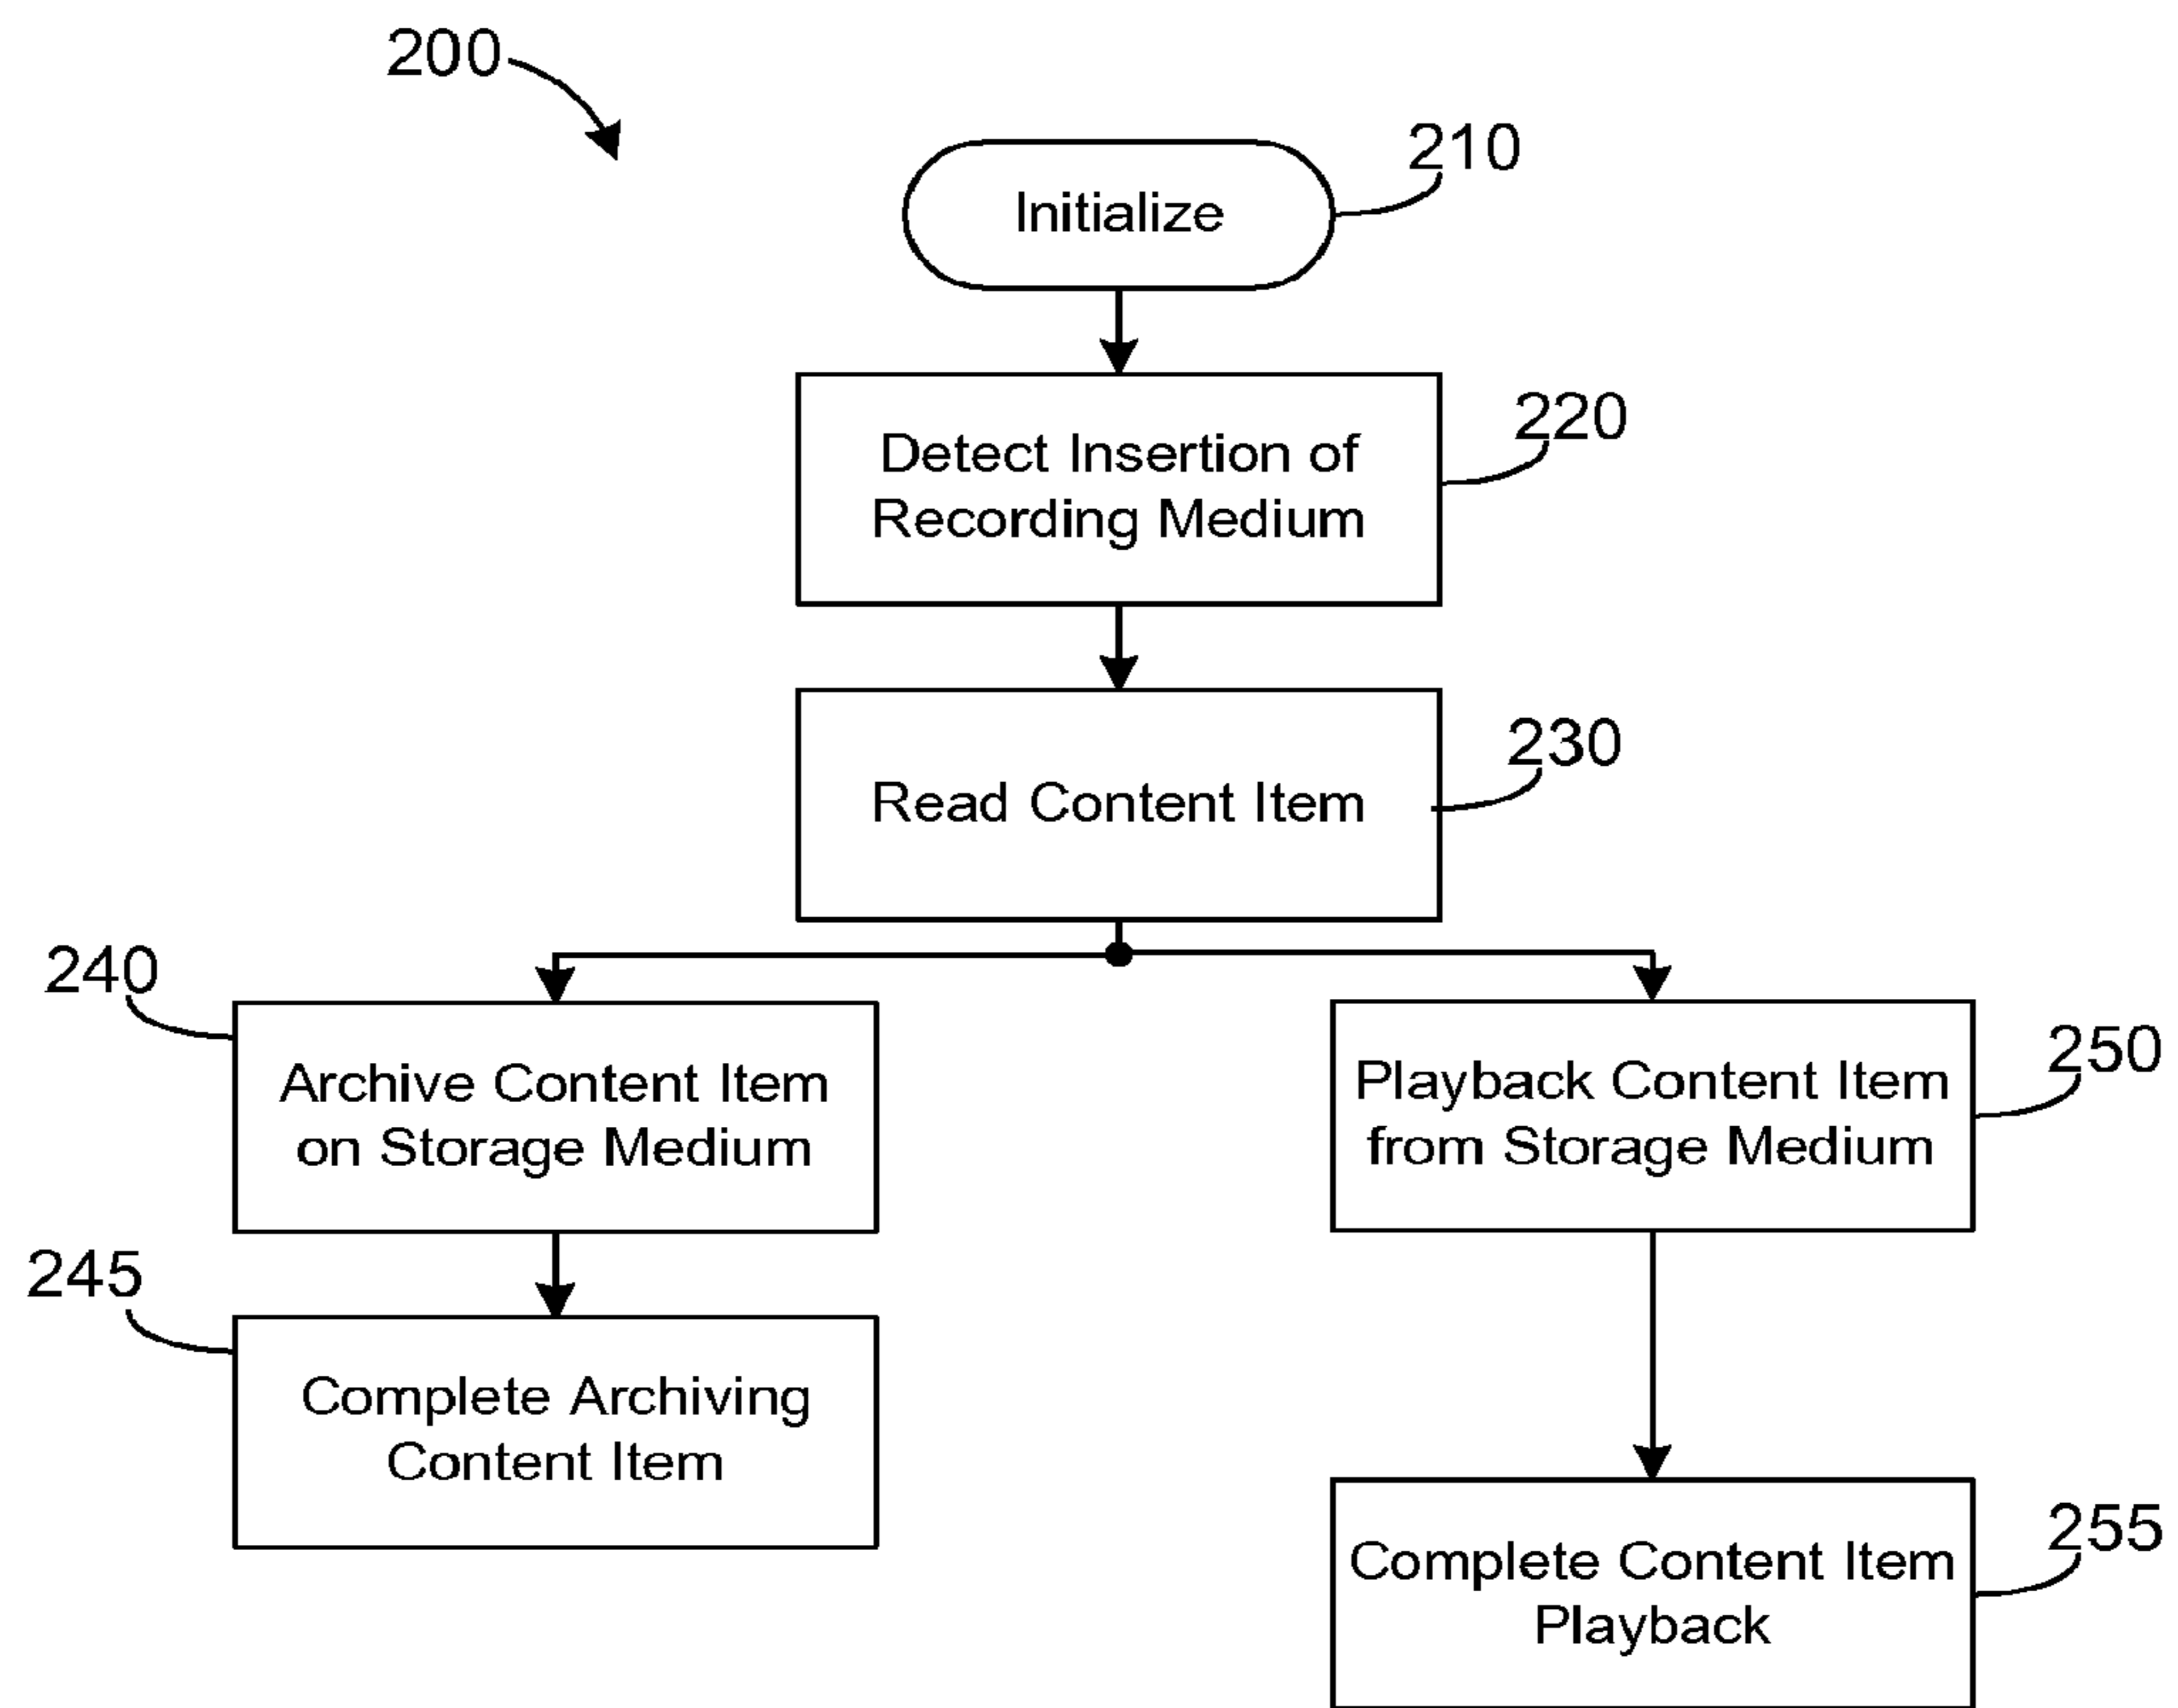 200
Initialize
210
Detect Insertion of
Recording Medium
220
Read Content Item
230
240
Archive Content Item
on Storage Medium
250
Playback Content Item
from Storage Medium
245
Complete Archiving
Content Item
255
Complete Content Item
Playback